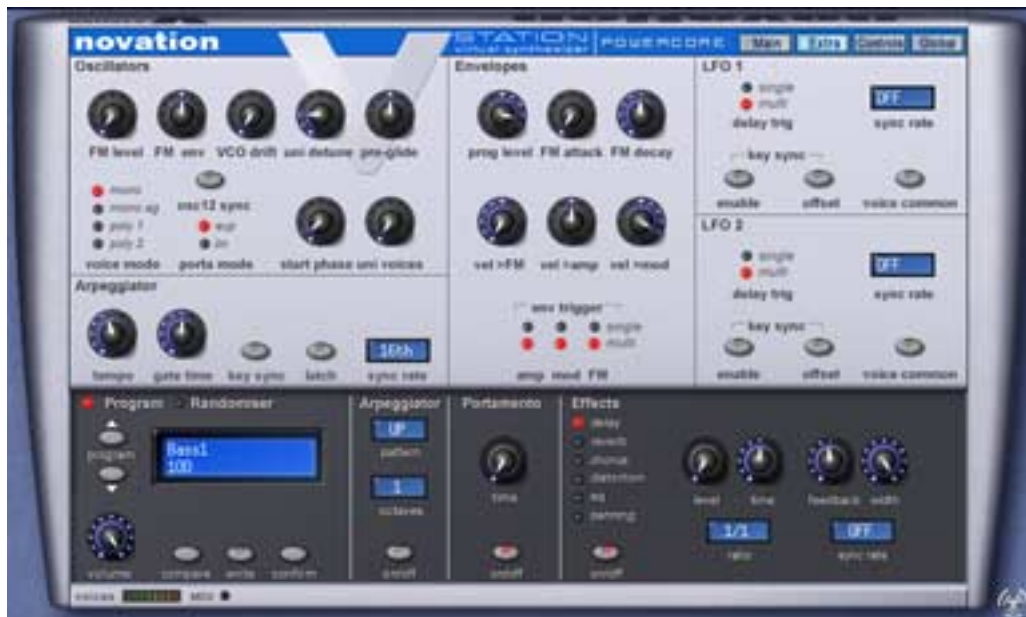 novation
STATION
virtual synthesizer
POWERCORE
Main Extra Controls Global
Oscillators
FM level FM env VCO drift uni detune pre-glide
mono
mono ag
poly 1
poly 2
voice mode
osc12 sync
exp
lin
porta mode
start phase uni voices
Arpeggiator
tempo gate time key sync latch
16th
sync rate
Envelopes
prog level FM attack FM decay
vel >FM vel >amp vel >mod
env trigger
single
multi
amp mod FM
LFO 1
single
multi
delay trig
OFF
sync rate
key sync
enable offset voice common
LFO 2
single
multi
delay trig
OFF
sync rate
key sync
enable offset voice common
Program Randomiser
program
Bass1
100
volume compare write confirm
Arpeggiator
UP
pattern
1
octaves
on/off
Portamento
time
on/off
Effects
delay
reverb
chorus
distortion
eq
panning
on/off
level time feedback width
1/1
ratio
OFF
sync rate
voices MIDI